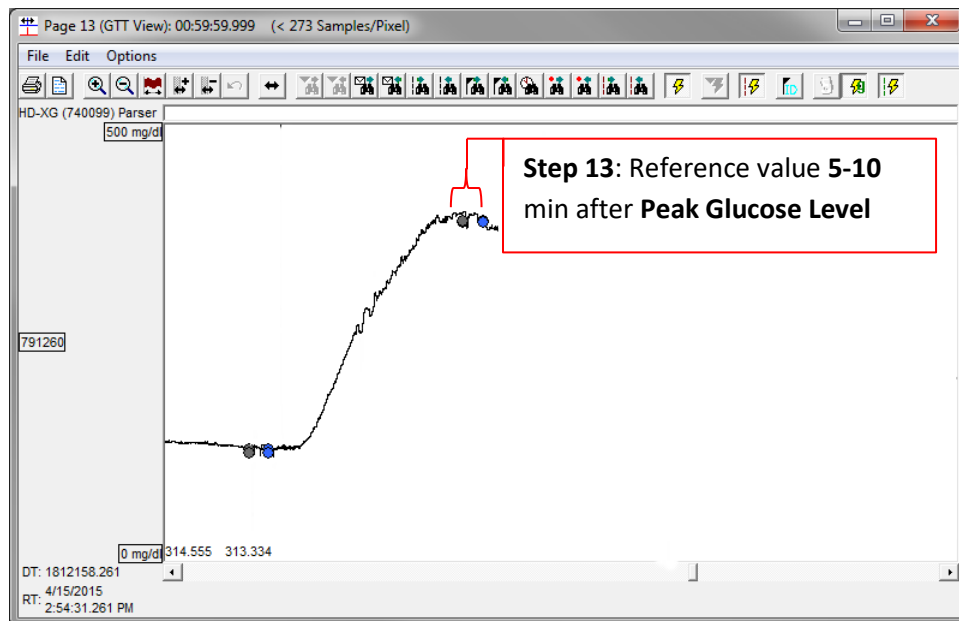 Page 13 (GTT View): 00:59:59.999 (< 273 Samples/Pixel)
File Edit Options
HD-XG (740099) Parser
500 mg/dl
Step 13: Reference value 5-10
min after Peak Glucose Level
791260
0 mg/dl
314.555 313.334
DT: 1812158.261
RT: 4/15/2015
2:54:31.261 PM